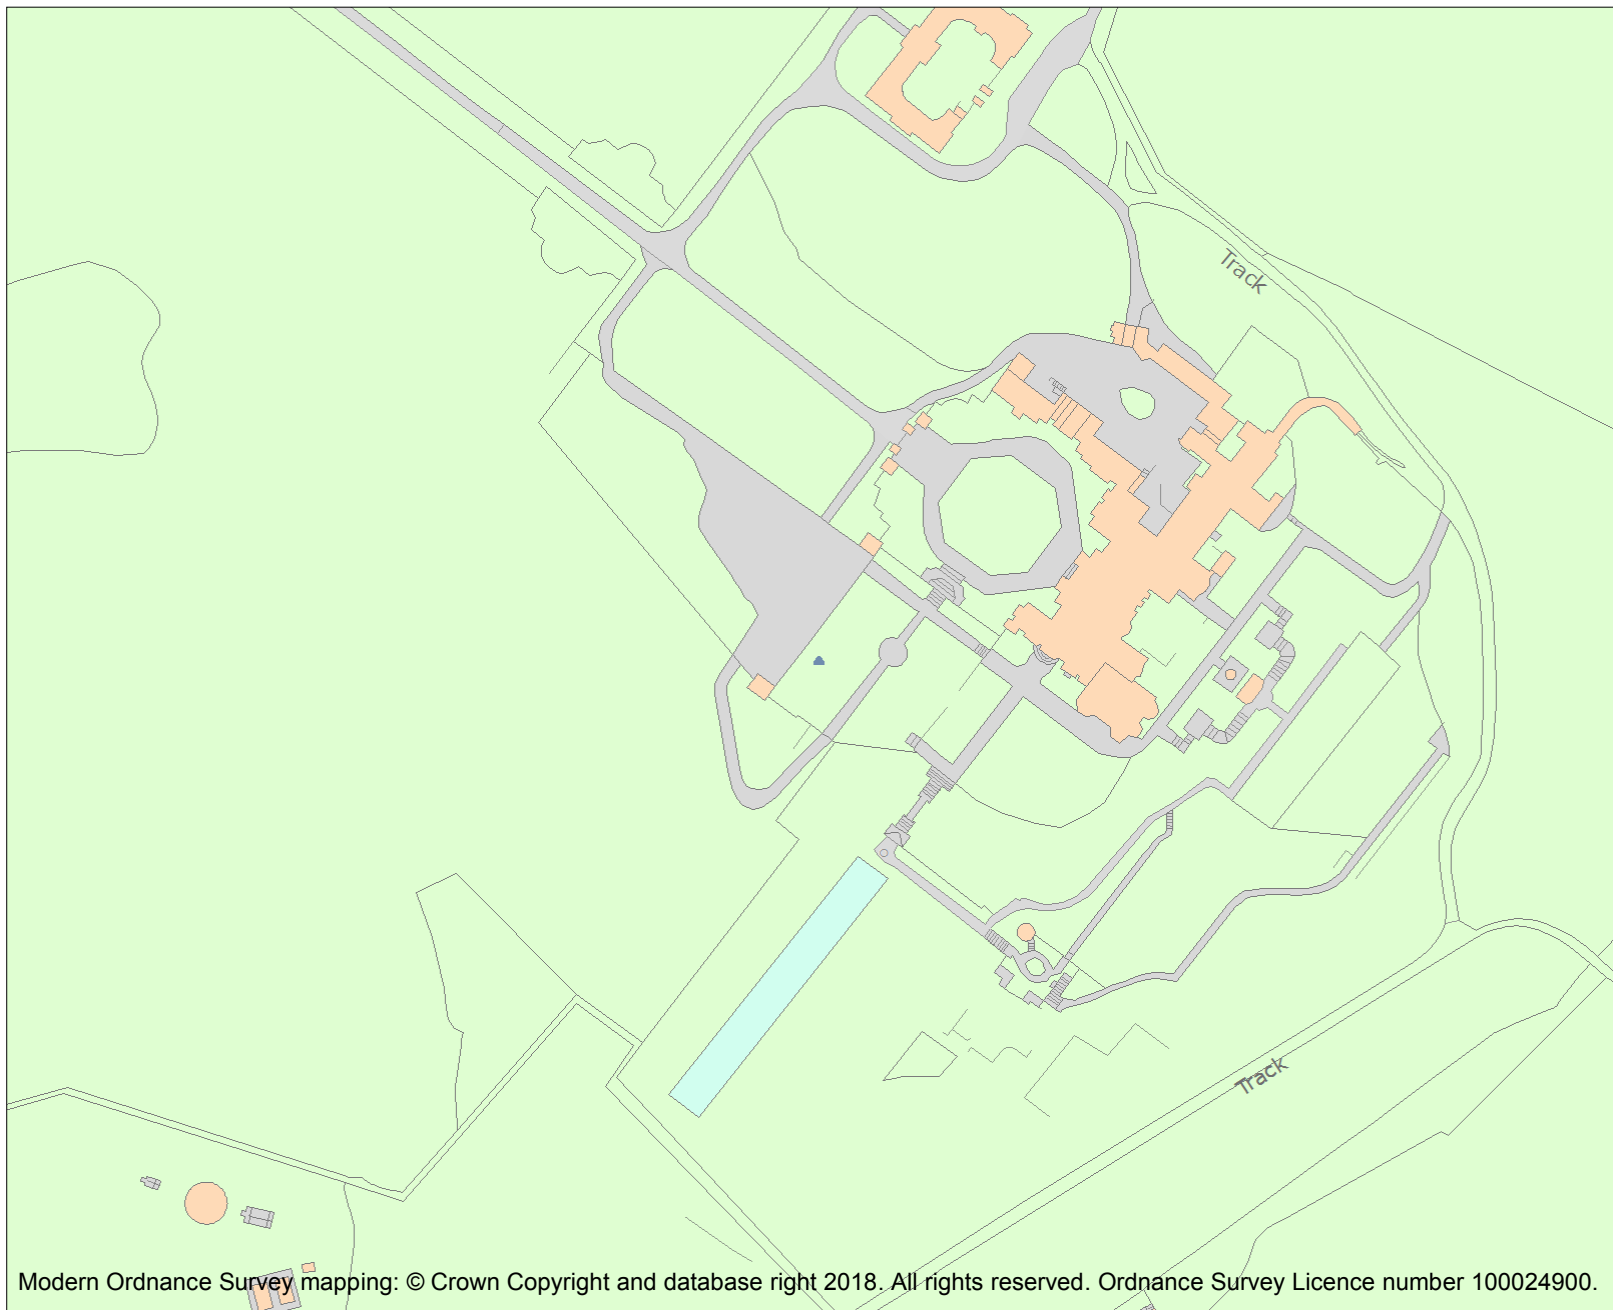 Track
Track
Modern Ordnance Survey mapping: © Crown Copyright and database right 2018. All rights reserved. Ordnance Survey Licence number 100024900.